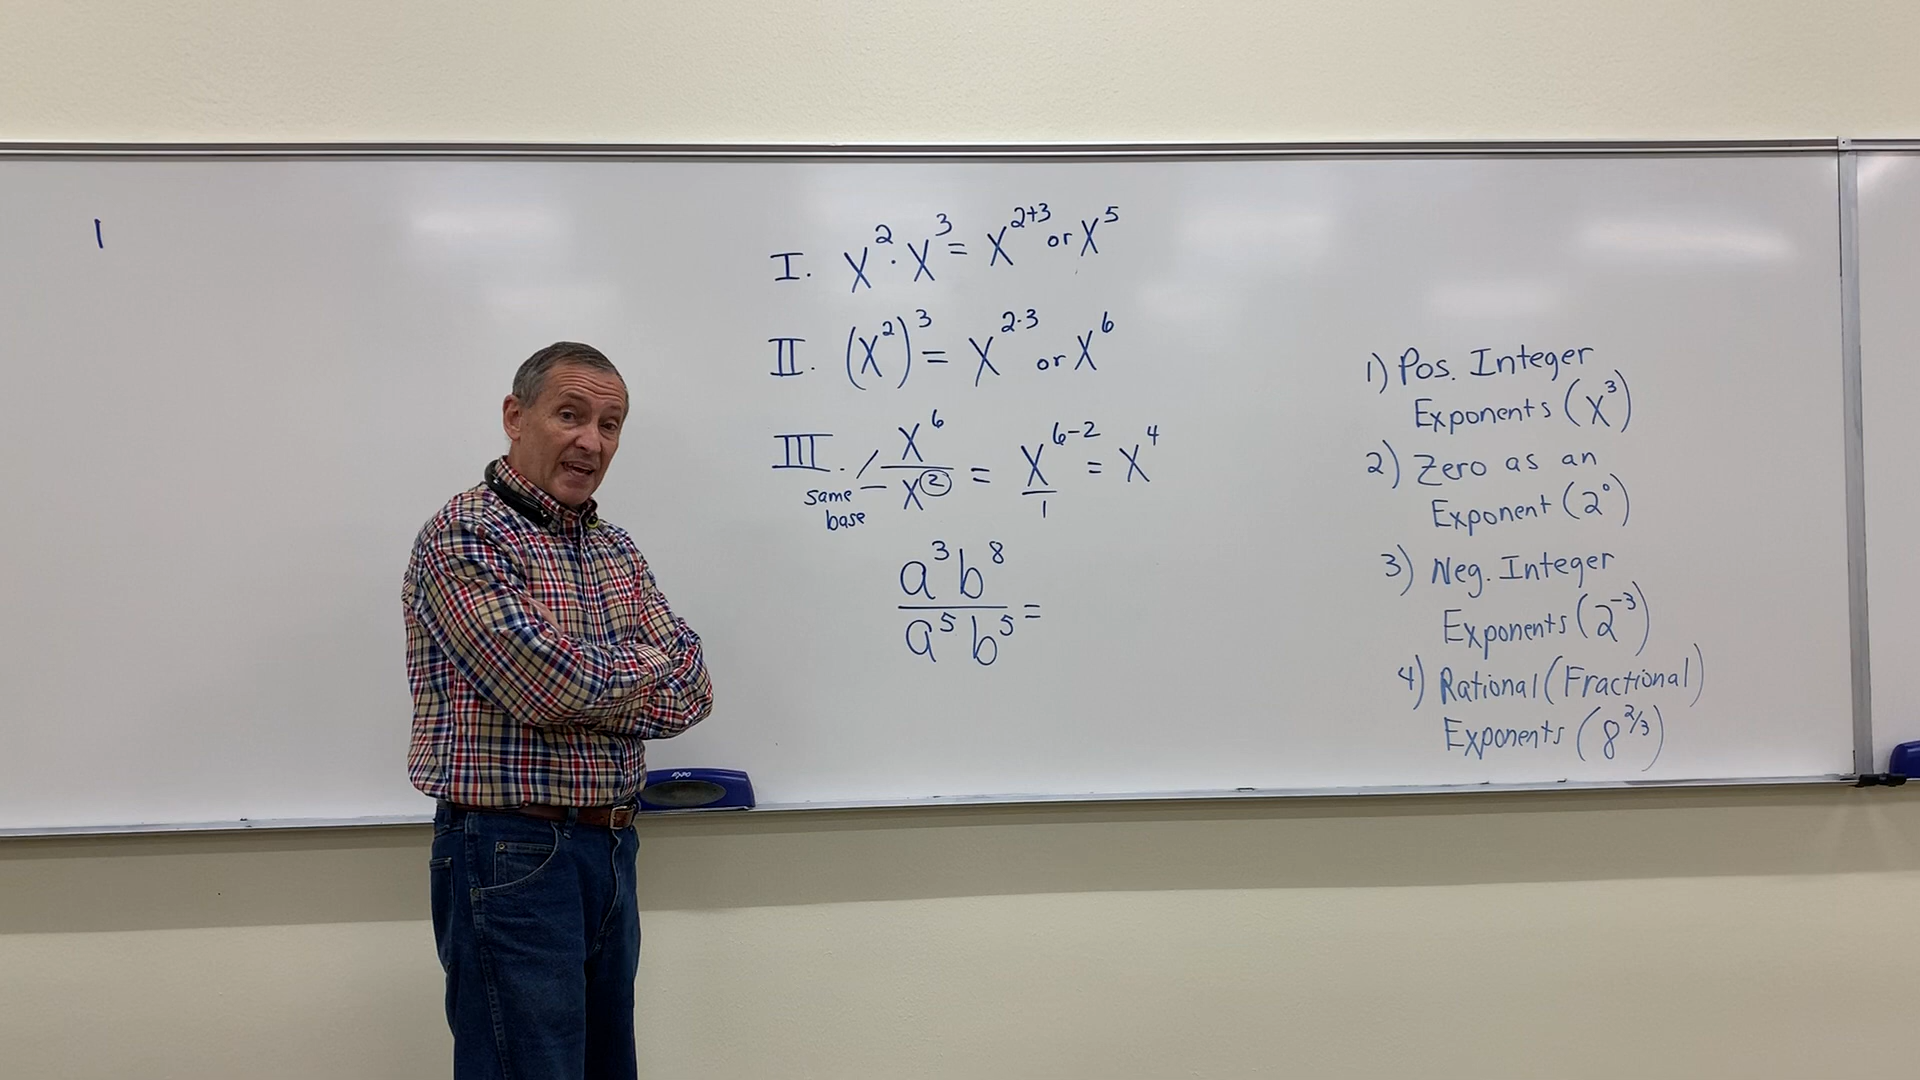 1
I. x²·x³ = x²⁺³ or x⁵
II. (x²)³ = x²·³ or x⁶
III. x⁶/x② = x⁶⁻²/1 = x⁴
same
base
a³b⁸/a⁵b⁵ =
1) Pos. Integer
Exponents (x³)
2) Zero as an
Exponent (2⁰)
3) Neg. Integer
Exponents (2⁻³)
4) Rational (Fractional)
Exponents (8^2/3)
EXPO